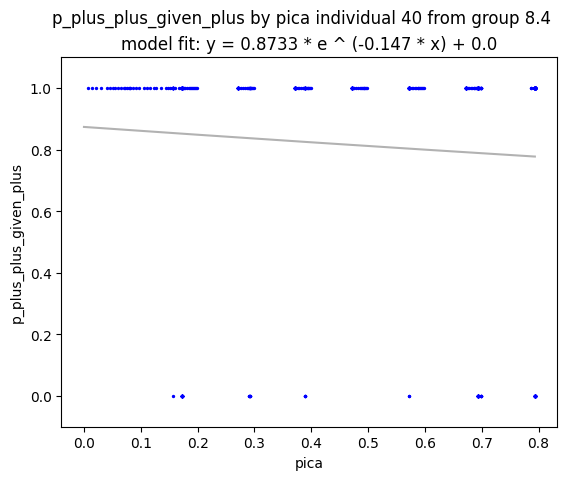 p_plus_plus_given_plus by pica individual 40 from group 8.4
model fit: y = 0.8733 * e ^ (-0.147 * x) + 0.0
1.0
0.8
0.6
0.4
0.2
0.0
p_plus_plus_given_plus
0.0 0.1 0.2 0.3 0.4 0.5 0.6 0.7 0.8
pica